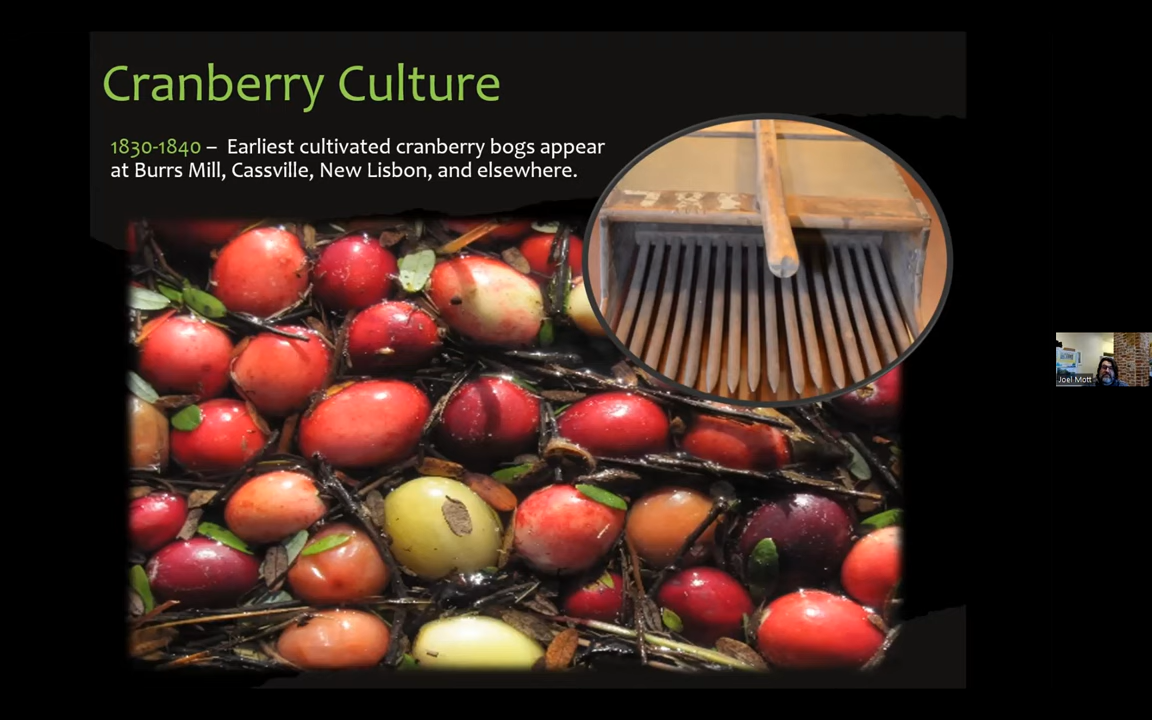 Cranberry Culture
1830-1840 – Earliest cultivated cranberry bogs appear
at Burrs Mill, Cassville, New Lisbon, and elsewhere.
Joel Mott